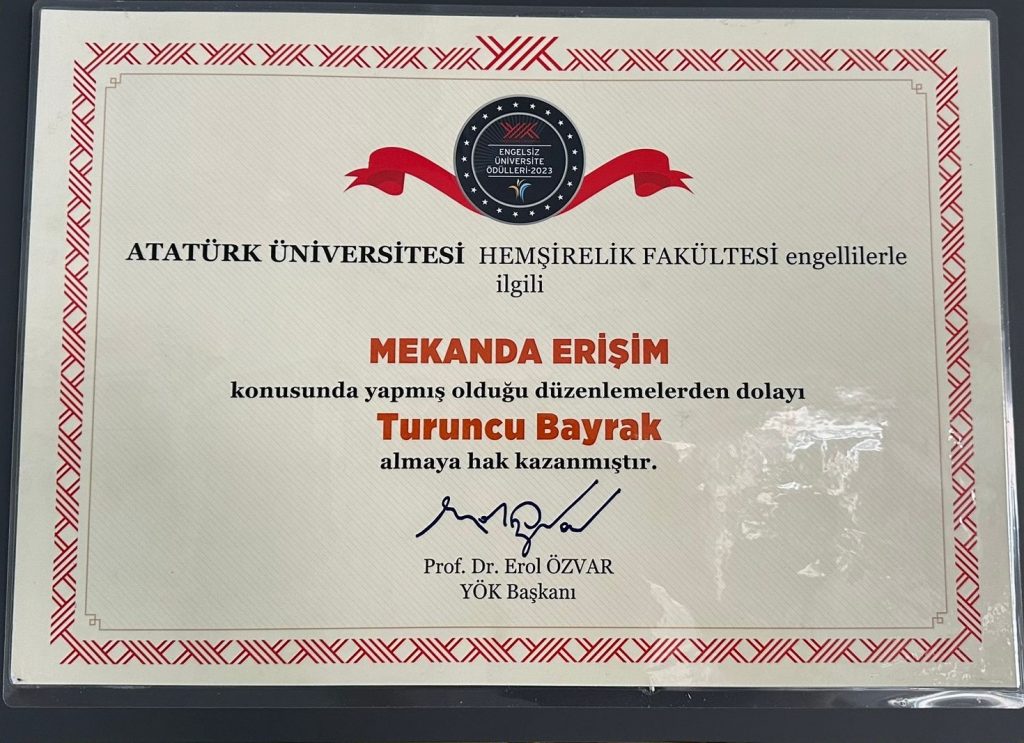 ENGELSİZ
ÜNİVERSİTE
ÖDÜLLERİ-2023
ATATÜRK ÜNİVERSİTESİ HEMŞİRELİK FAKÜLTESİ engellilerle
ilgili
MEKANDA ERİŞİM
konusunda yapmış olduğu düzenlemelerden dolayı
Turuncu Bayrak
almaya hak kazanmıştır.
Prof. Dr. Erol ÖZVAR
YÖK Başkanı